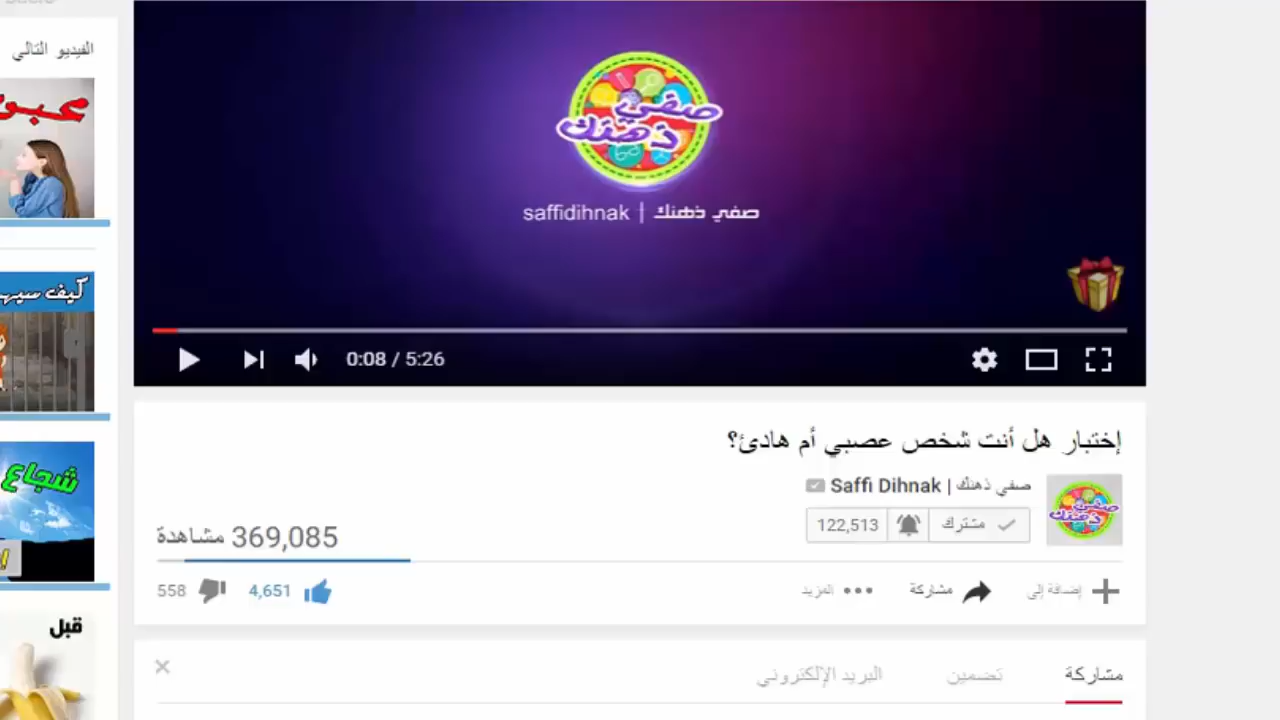 الفيديو التالي
كيف
شجاع
قبل
صفي
ذهنك
saffidihnak | صفي ذهنك
0:08 / 5:26
إختبار هل أنت شخص عصبي أم هادئ؟
صفي ذهنك | Saffi Dihnak
مشترك 122,513
369,085 مشاهدة
إضافة إلى مشاركة المزيد 4,651 558
مشاركة تضمين البريد الإلكتروني